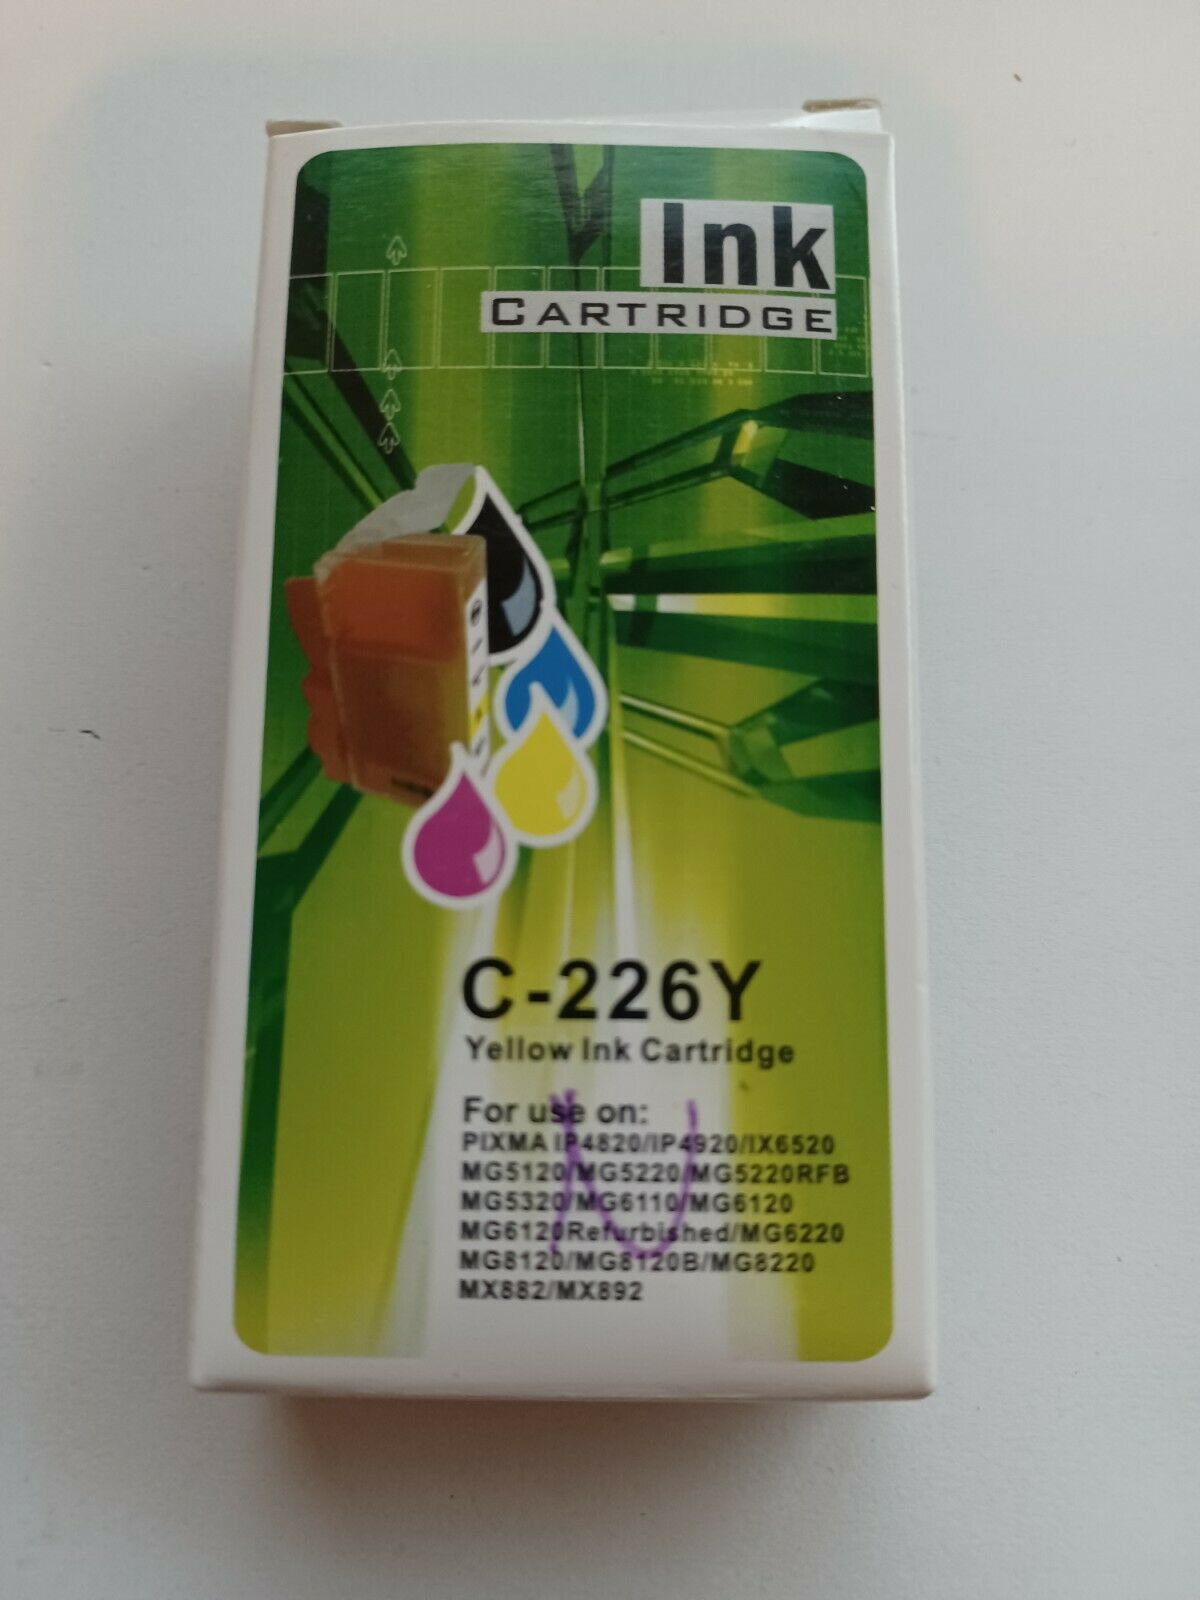 Ink
CARTRIDGE
C-226Y
Yellow Ink Cartridge
For use on:
PIXMA IP4820/IP4920/IX6520
MG5120/MG5220/MG5220RFB
MG5320/MG6110/MG6120
MG6120Refurbished/MG6220
MG8120/MG8120B/MG8220
MX882/MX892